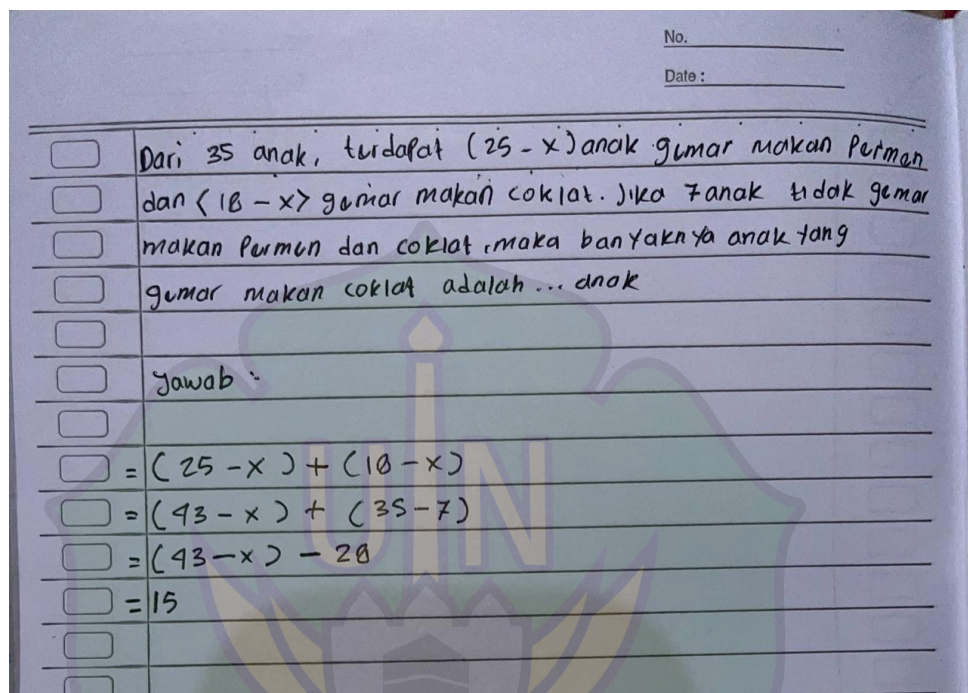 No.
Date :
Dari 35 anak, terdapat (25 - x) anak gemar makan Permen
dan (18 - x) gemar makan coklat. Jika 7 anak tidak gemar
makan Permen dan coklat, maka banyaknya anak yang
gemar makan coklat adalah ... anak
Jawab :
= (25 - x) + (18 - x)
= (43 - x) + (35 - 7)
= (43 - x) - 28
= 15
UIN